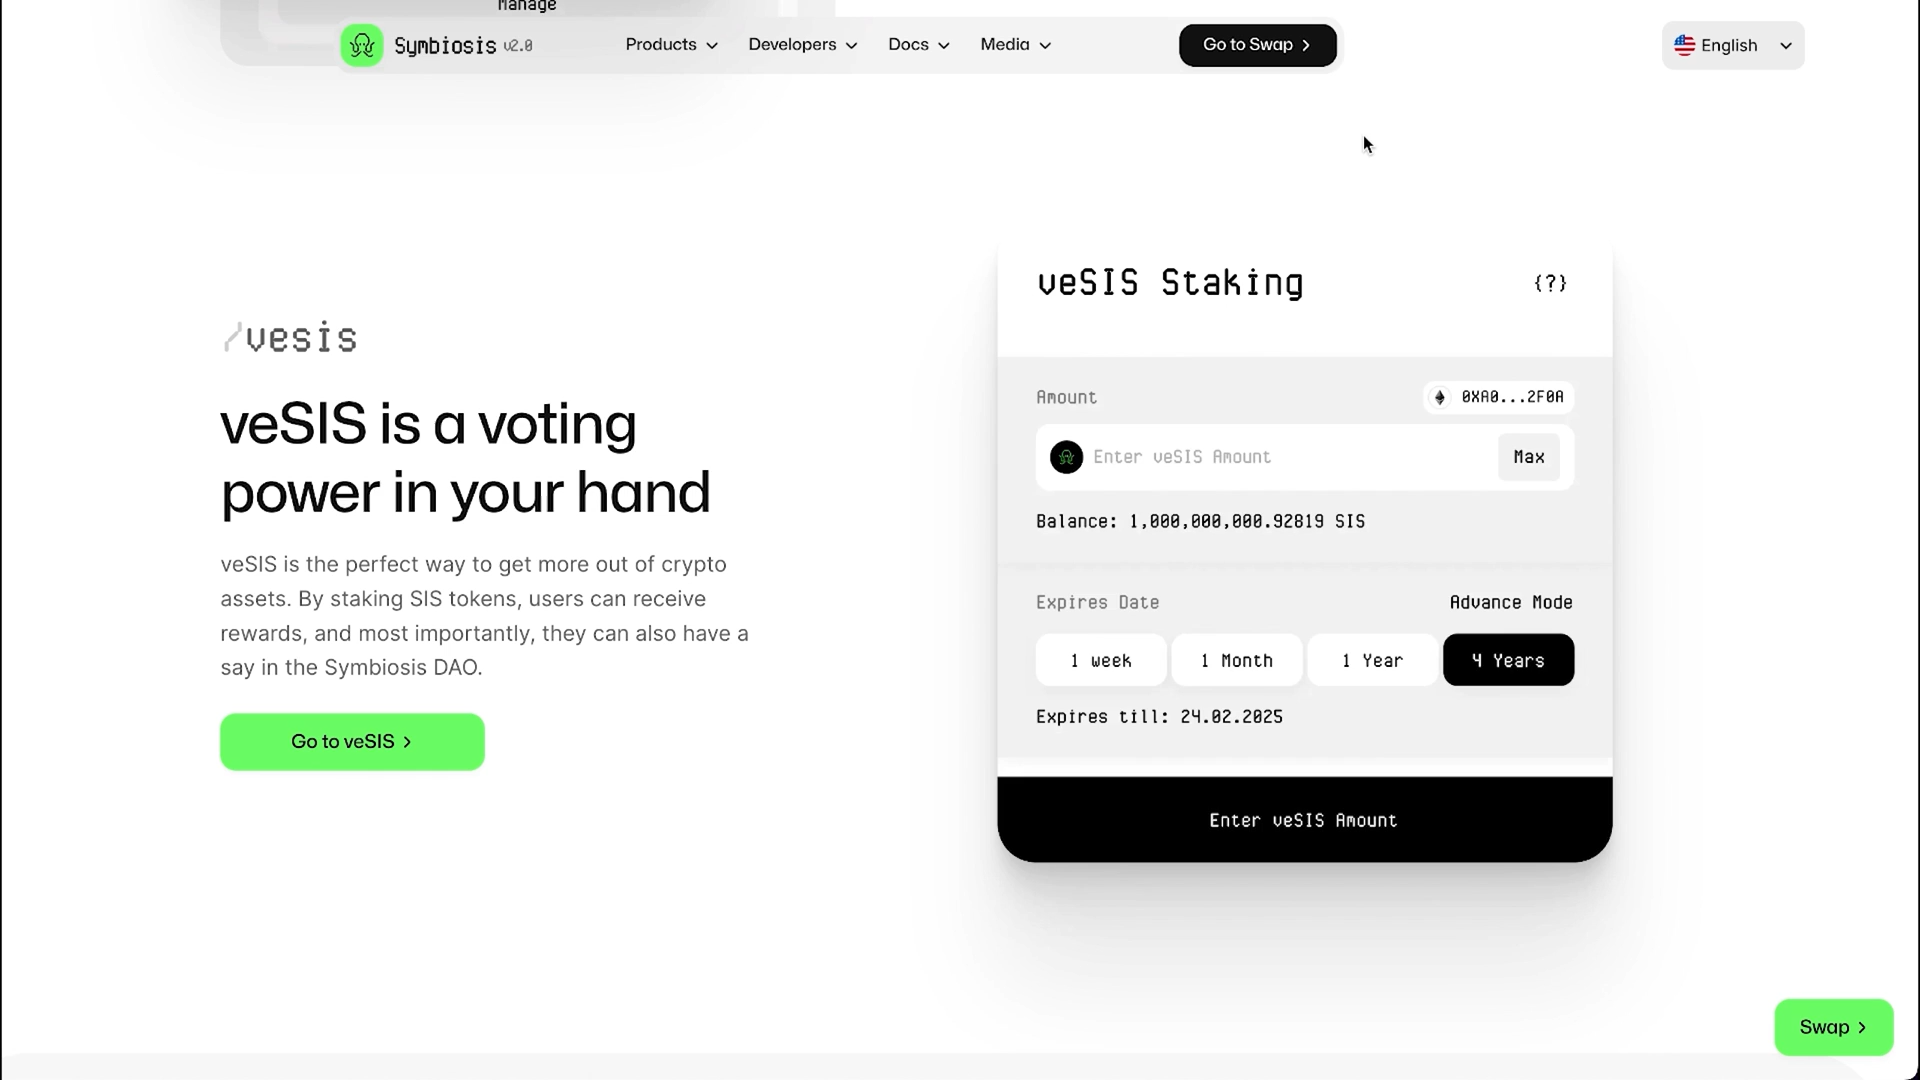 Manage
Symbiosis v2.0
Products
Developers
Docs
Media
Go to Swap
English
/vesis
veSIS is a voting
power in your hand
veSIS is the perfect way to get more out of crypto
assets. By staking SIS tokens, users can receive
rewards, and most importantly, they can also have a
say in the Symbiosis DAO.
Go to veSIS
veSIS Staking
{?}
Amount
0XA0...2F0A
Enter veSIS Amount
Max
Balance: 1,000,000,000.92819 SIS
Expires Date
Advance Mode
1 week
1 Month
1 Year
4 Years
Expires till: 24.02.2025
Enter veSIS Amount
Swap